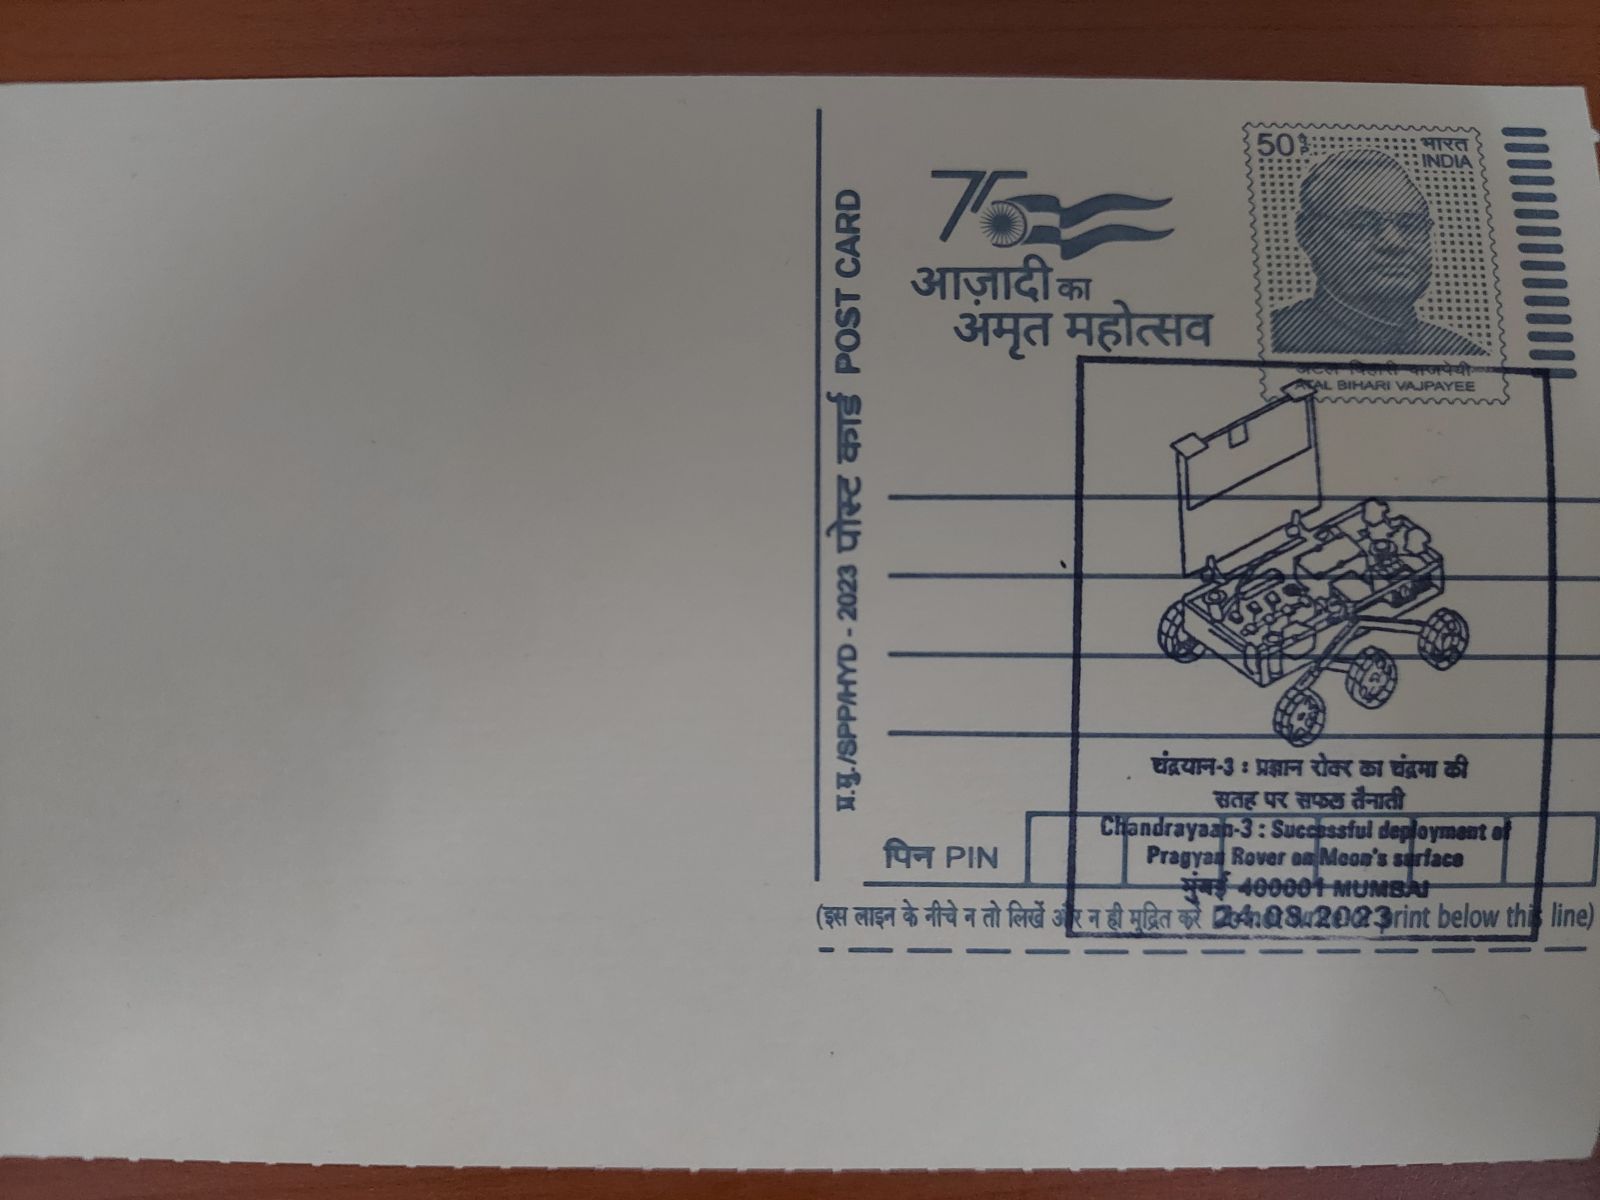 प्र.मु./SPP/HYD - 2023 पोस्ट कार्ड POST CARD
75
आज़ादी का
अमृत महोत्सव
50 P
भारत
INDIA
अटल बिहारी वाजपेयी
ATAL BIHARI VAJPAYEE
चंद्रयान-3 : प्रज्ञान रोवर का चंद्रमा की
सतह पर सफल तैनाती
Chandrayaan-3 : Successful deployment of
Pragyan Rover on Moon's surface
मुंबई 400001 MUMBAI
24.08.2023
पिन PIN
(इस लाइन के नीचे न तो लिखें और न ही मुद्रित करें print below this line)